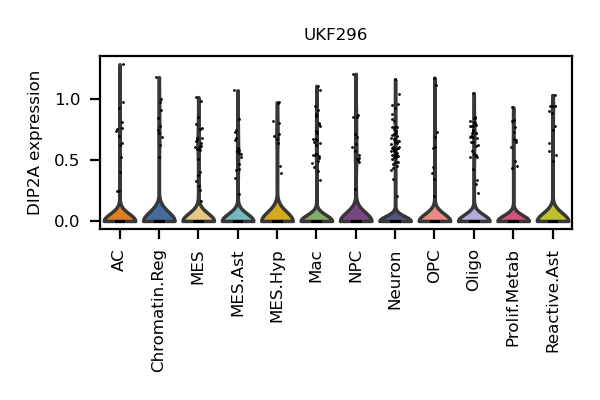 UKF296
DIP2A expression
1.0
0.5
0.0
AC
Chromatin.Reg
MES
MES.Ast
MES.Hyp
Mac
NPC
Neuron
OPC
Oligo
Prolif.Metab
Reactive.Ast